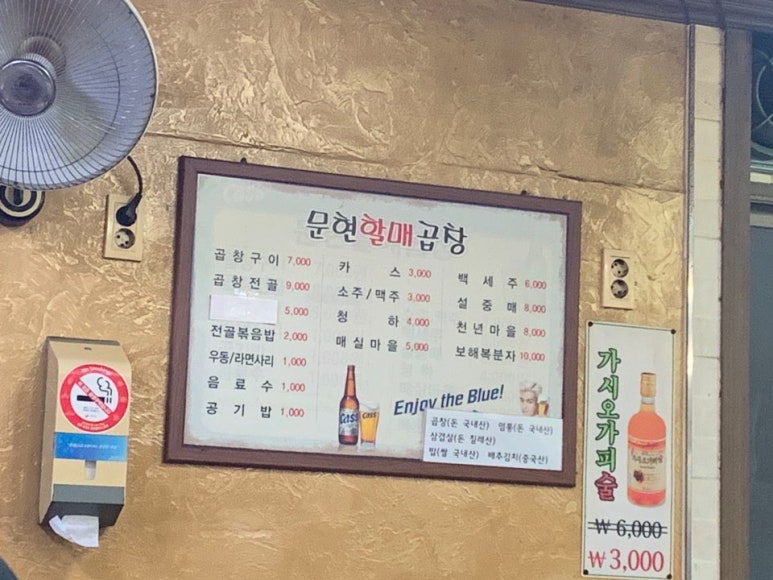 문현할매곱창
곱창구이 7,000
곱창전골 9,000
5,000
전골볶음밥 2,000
우동/라면사리 1,000
음료수 1,000
공기밥 1,000
카스 3,000
소주/맥주 3,000
청하 4,000
매실마을 5,000
백세주 6,000
설중매 8,000
천년마을 8,000
보해복분자 10,000
Enjoy the Blue!
Cass
Cass
곱창(돈 국내산) 염통(돈 국내산)
삼겹살(돈 칠레산)
밥(쌀 국내산) 배추김치(중국산)
가시오가피술
₩6,000
₩3,000